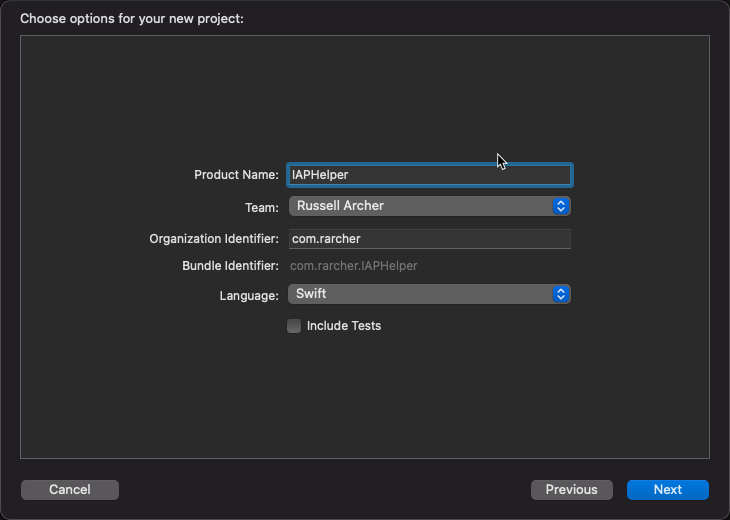 Choose options for your new project:
Product Name: IAPHelper
Team: Russell Archer
Organization Identifier: com.rarcher
Bundle Identifier: com.rarcher.IAPHelper
Language: Swift
Include Tests
Cancel Previous Next